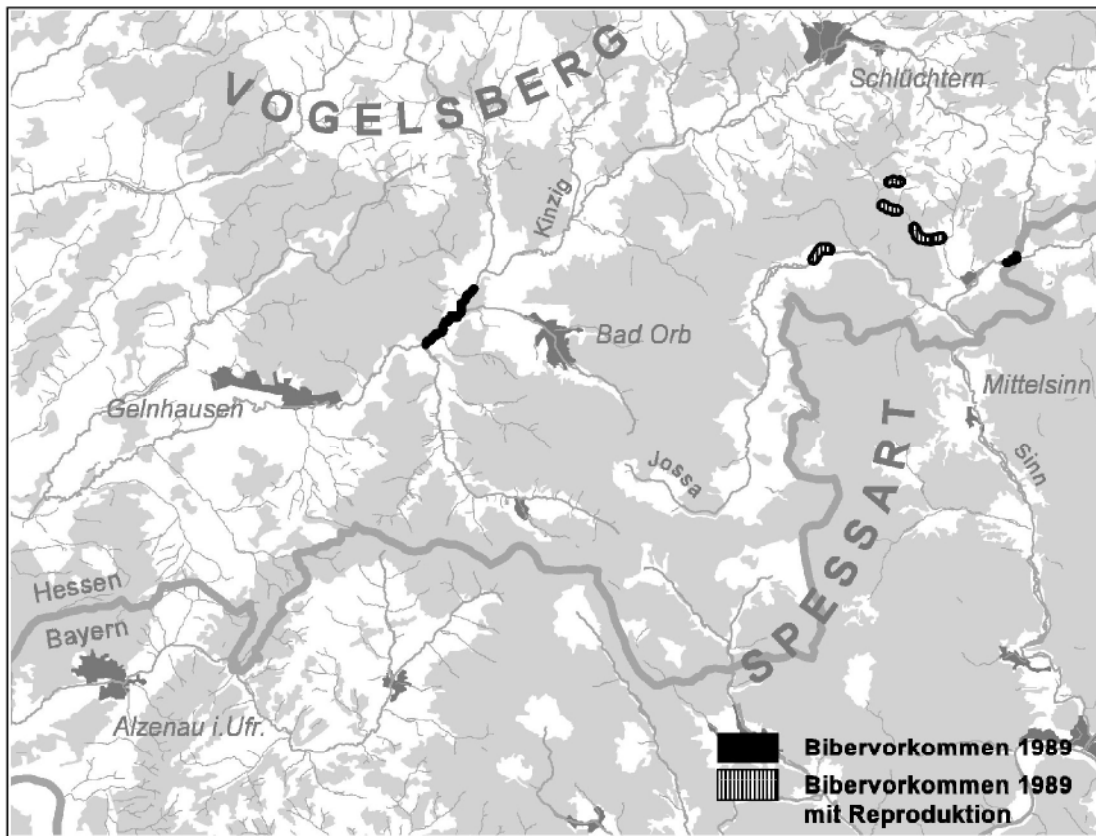 VOGELSBERG
Schlüchtern
Kinzig
Bad Orb
Gelnhausen
Mittelsinn
Jossa
Sinn
SPESSART
Hessen
Bayern
Alzenau i.Ufr.
Bibervorkommen 1989
Bibervorkommen 1989
mit Reproduktion